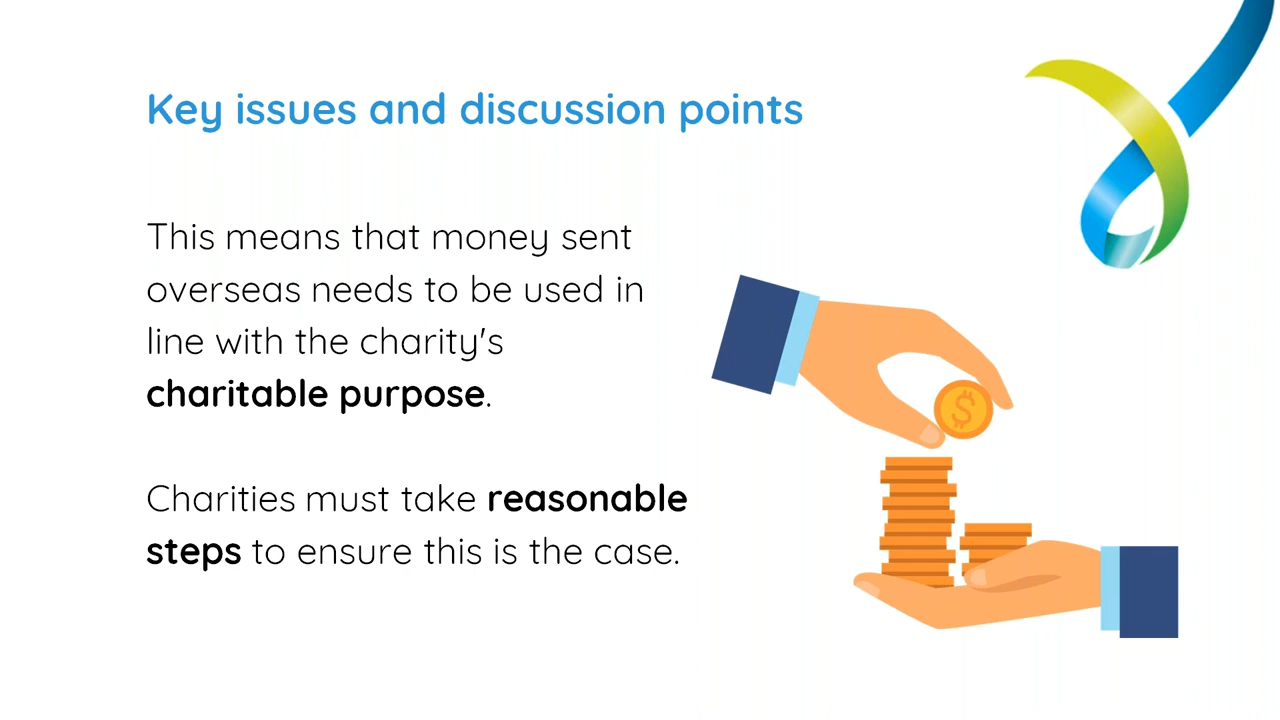 Key issues and discussion points
This means that money sent
overseas needs to be used in
line with the charity's
charitable purpose.
Charities must take reasonable
steps to ensure this is the case.
$